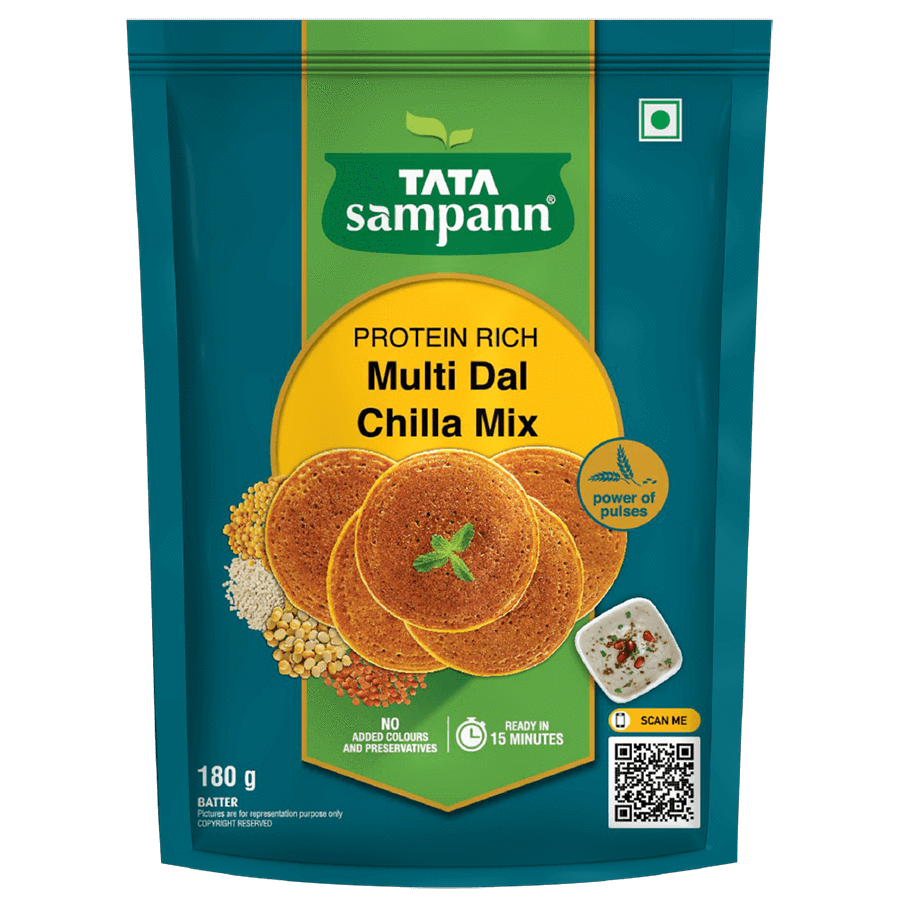 TATA
sampann®
PROTEIN RICH
Multi Dal
Chilla Mix
power of
pulses
NO
ADDED COLOURS
AND PRESERVATIVES
READY IN
15 MINUTES
SCAN ME
180 g
BATTER
Pictures are for representation purpose only
COPYRIGHT RESERVED